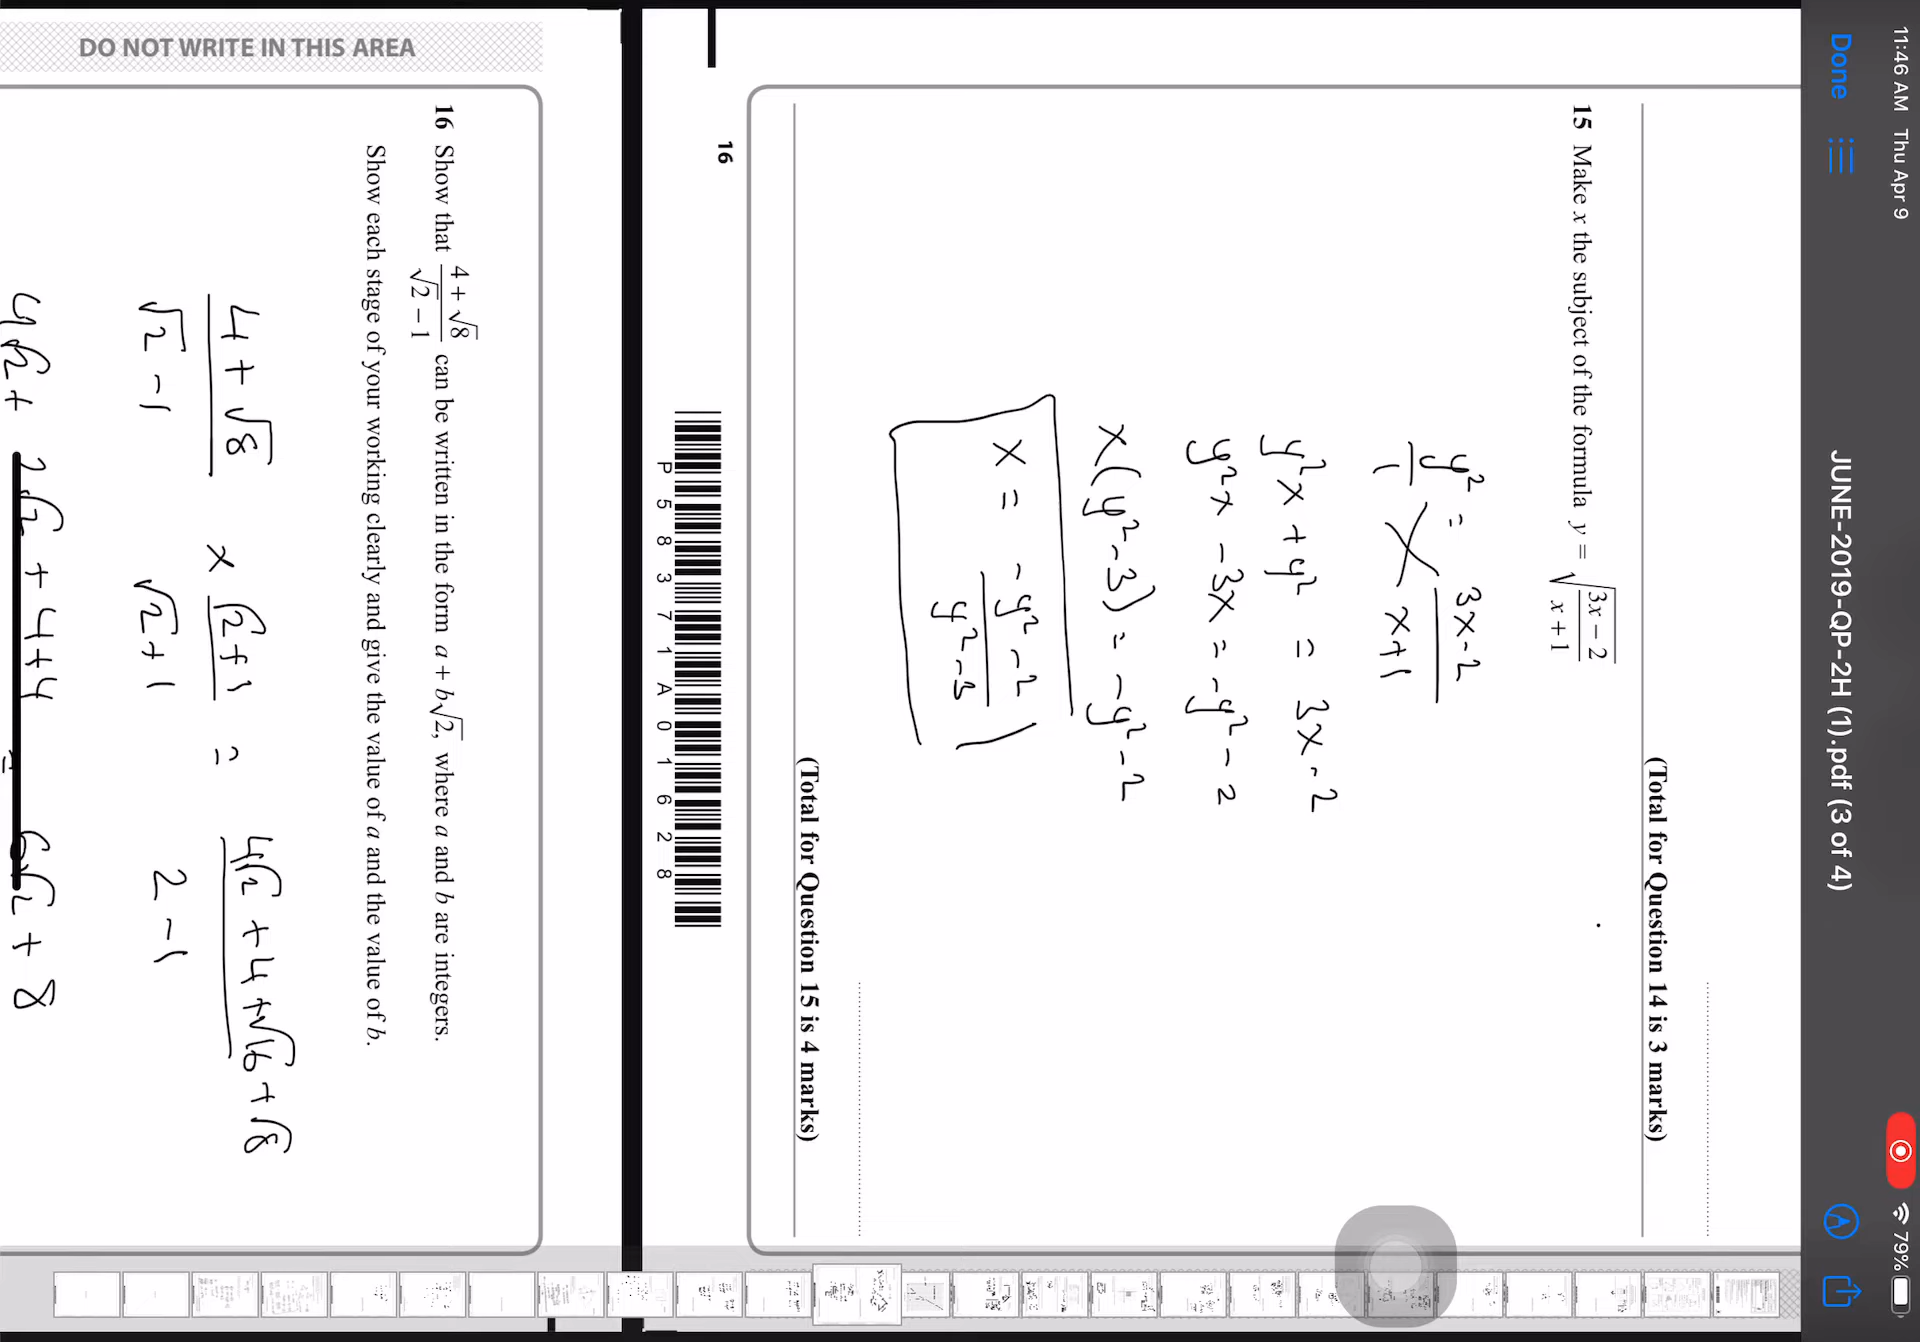 11:46 AM Thu Apr 9
79%
Done
JUNE-2019-QP-2H (1).pdf (3 of 4)
(Total for Question 14 is 3 marks)
15 Make x the subject of the formula y = √((3x − 2)/(x + 1))
y²/1 = (3x-2)/(x+1)
y²x + y² = 3x - 2
y²x - 3x = -y² - 2
x(y²-3) = -y² - 2
x = (-y² - 2)/(y² - 3)
(Total for Question 15 is 4 marks)
16
P 5 8 3 7 1 A 0 1 6 2 8
DO NOT WRITE IN THIS AREA
16 Show that (4 + √8)/(√2 − 1) can be written in the form a + b√2, where a and b are integers.
Show each stage of your working clearly and give the value of a and the value of b.
(4 + √8)/(√2 - 1) × (√2 + 1)/(√2 + 1) = (4√2 + 4 + √16 + √8)/(2 - 1)
4√2 + 2√2 + 4 + 4 = 6√2 + 8